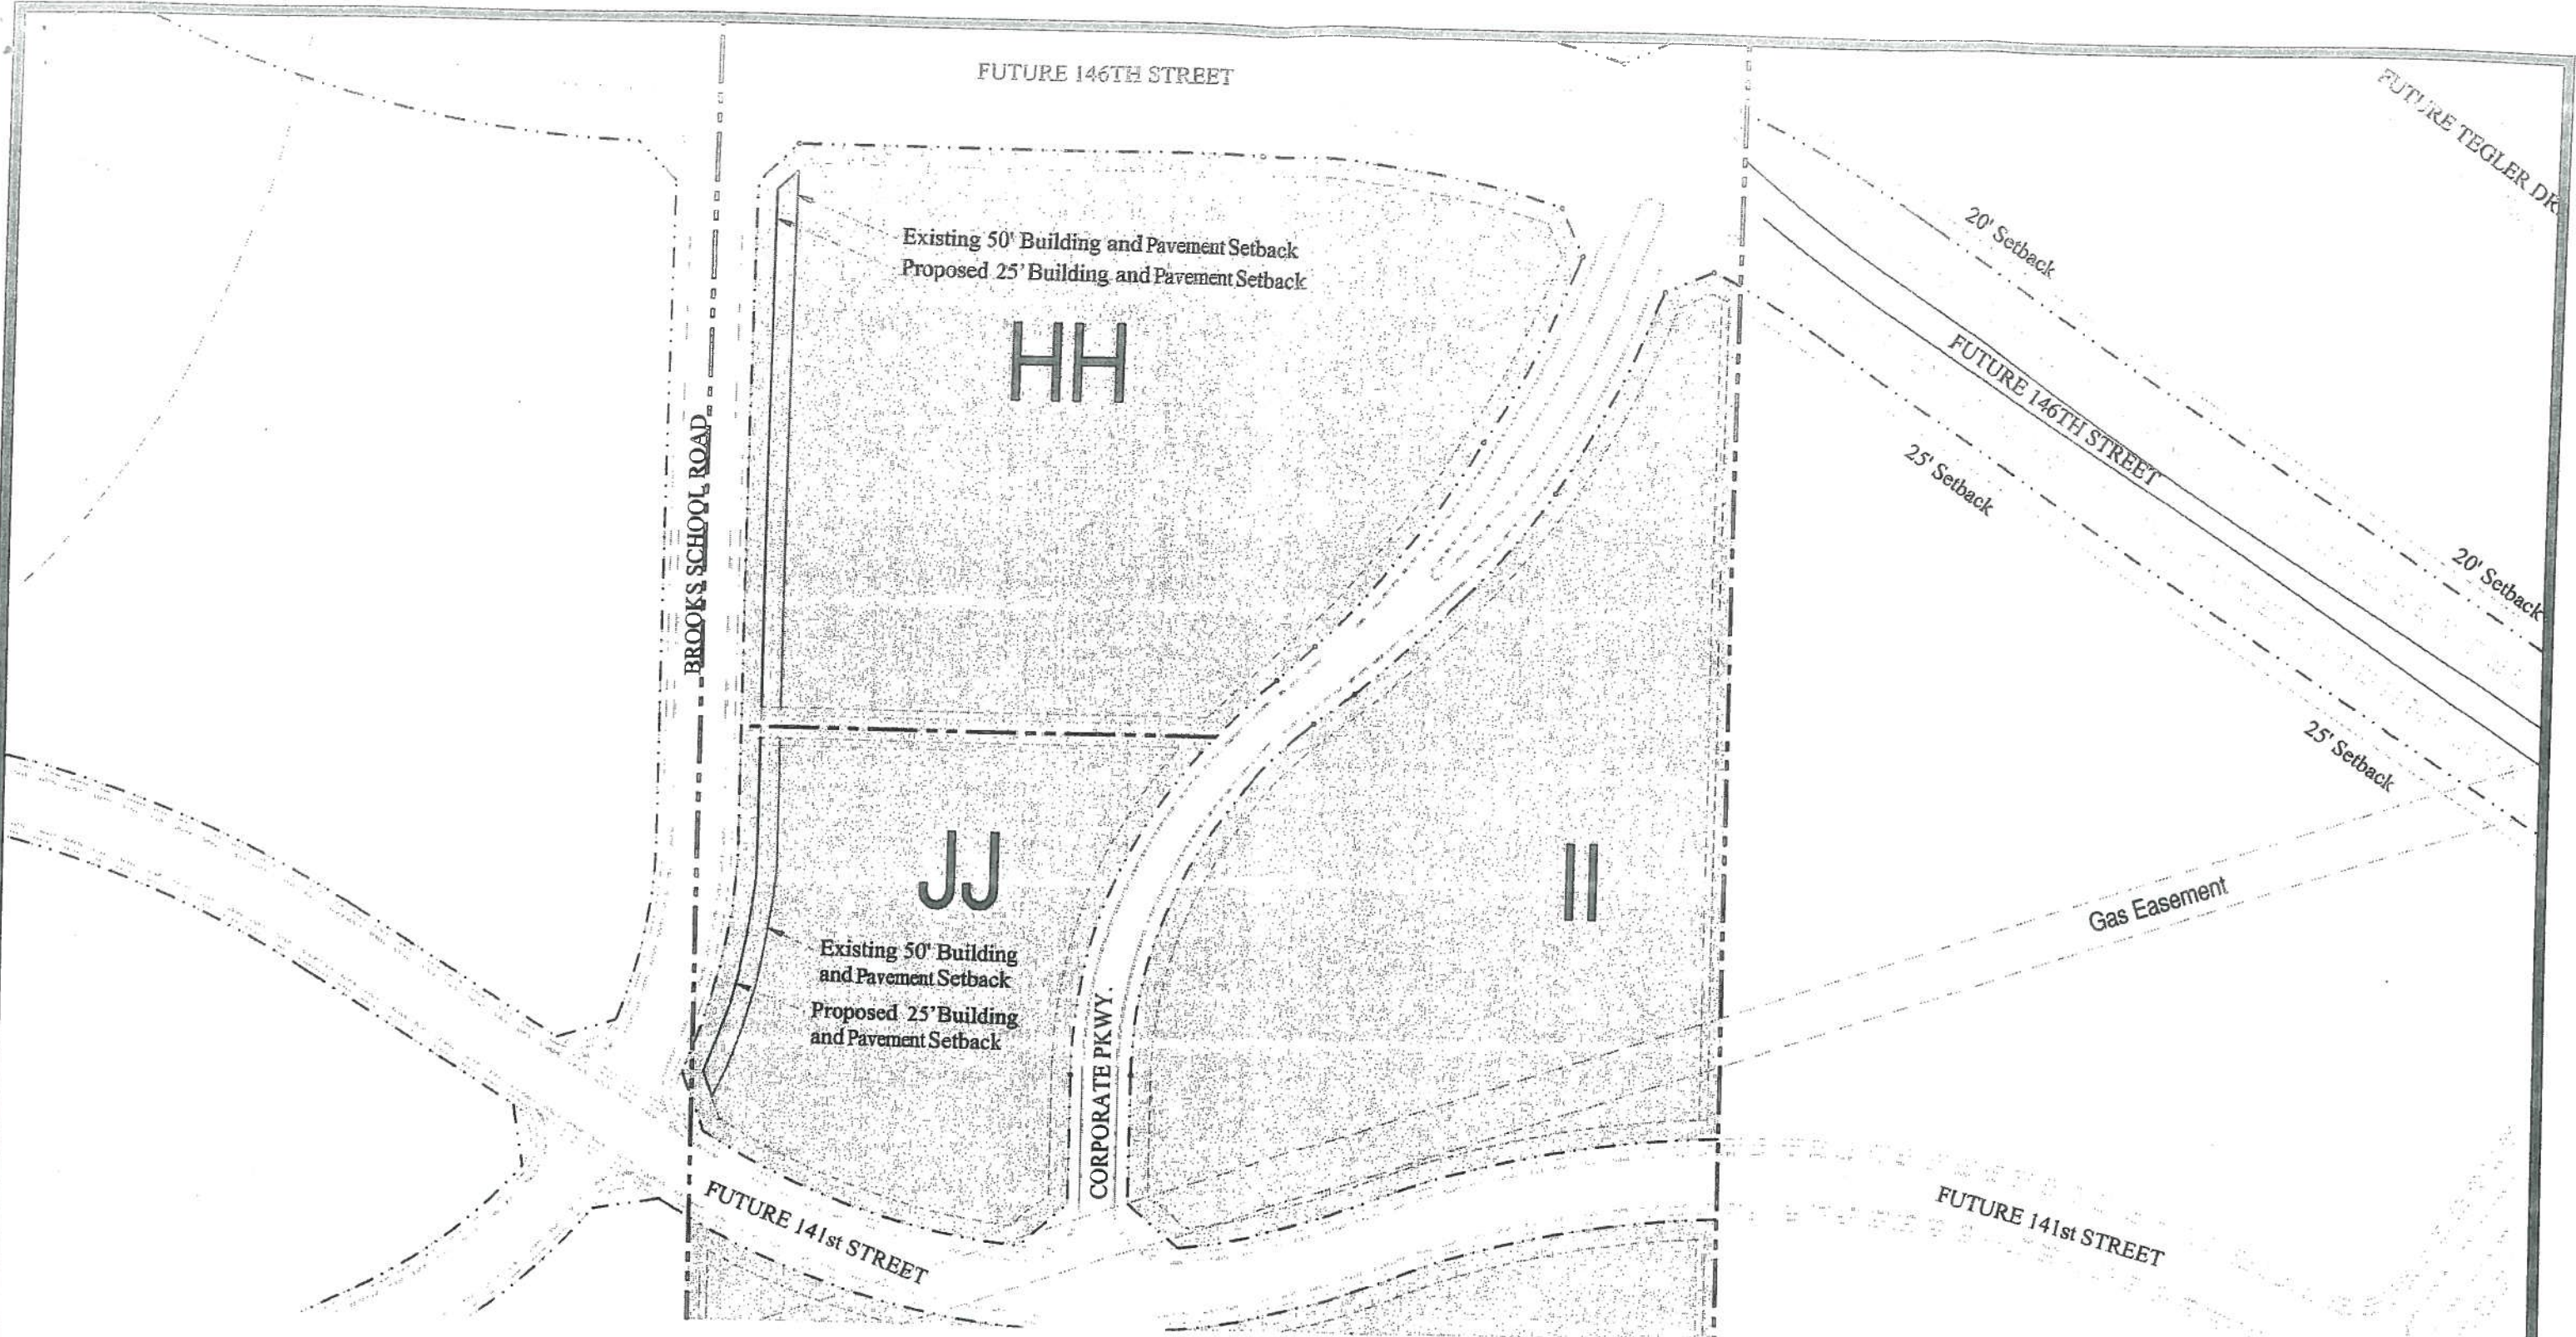 FUTURE 146TH STREET
FUTURE TEGLER DR.
20' Setback
Existing 50' Building and Pavement Setback
Proposed 25' Building and Pavement Setback
HH
FUTURE 146TH STREET
BROOKS SCHOOL ROAD
25' Setback
20' Setback
25' Setback
JJ
II
Gas Easement
Existing 50' Building
and Pavement Setback
Proposed 25' Building
and Pavement Setback
CORPORATE PKWY.
FUTURE 141st STREET
FUTURE 141st STREET